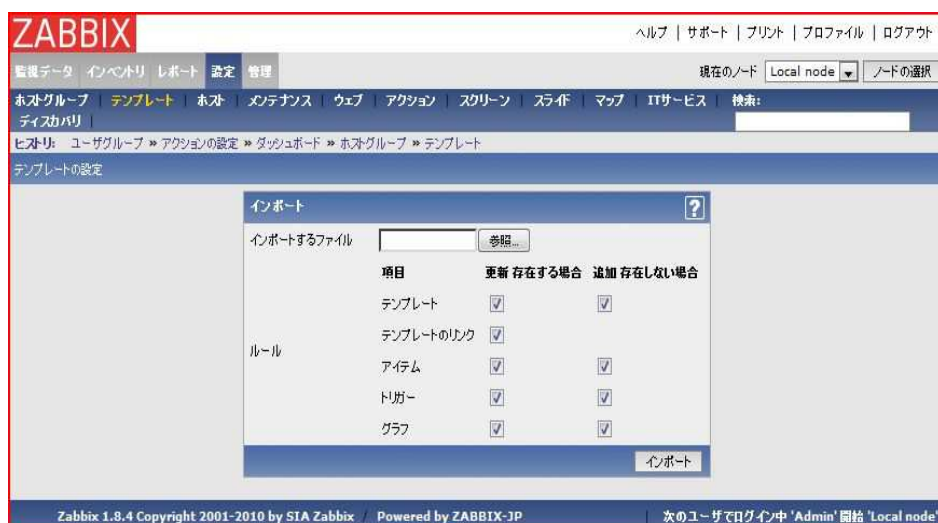 ZABBIX
ヘルプ | サポート | プリント | プロファイル | ログアウト
監視データ インベントリ レポート 設定 管理
現在のノード Local node ノードの選択
ホストグループ | テンプレート | ホスト | メンテナンス | ウェブ | アクション | スクリーン | スライド | マップ | ITサービス | 検索:
ディスカバリ |
ヒストリ: ユーザグループ » アクションの設定 » ダッシュボード » ホストグループ » テンプレート
テンプレートの設定
インポート ?
インポートするファイル 参照...
項目 更新 存在する場合 追加 存在しない場合
テンプレート
テンプレートのリンク
ルール
アイテム
トリガー
グラフ
インポート
Zabbix 1.8.4 Copyright 2001-2010 by SIA Zabbix / Powered by ZABBIX-JP
次のユーザでログイン中 'Admin' 開始 'Local node'